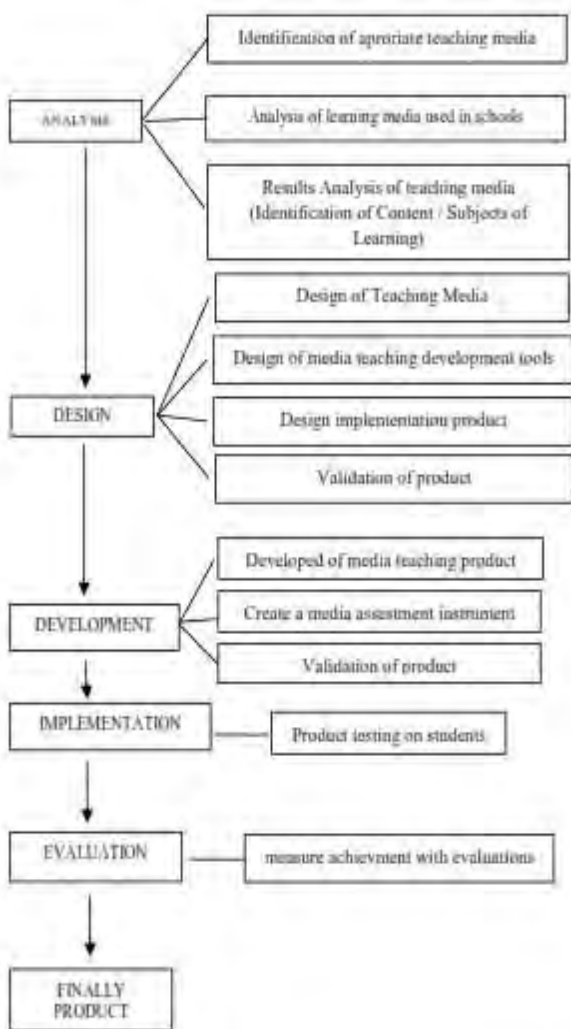 Identification of aproriate teaching media
ANALYSIS
Analysis of learning media used in schools
Results Analysis of teaching media
(Identification of Content / Subjects of
Learning)
Design of Teaching Media
Design of media teaching development tools
DESIGN
Design implementation product
Validation of product
Developed of media teaching product
DEVELOPMENT
Create a media assestment instrument
Validation of product
IMPLEMENTATION
Product testing on students
EVALUATION
measure achievment with evaluations
FINALLY
PRODUCT